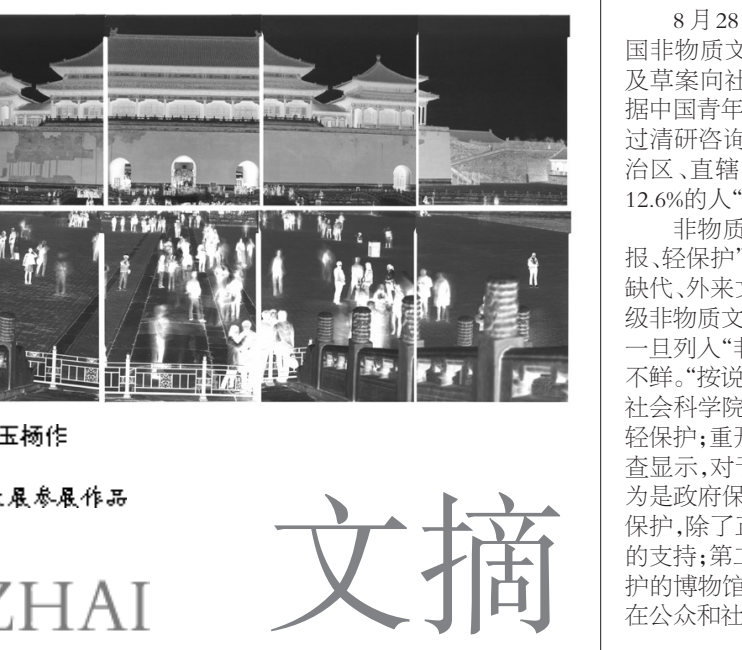 玉杨作
展参展作品
ZHAI
文摘
8月28
国非物质文
及草案向社
据中国青年
过清研咨询
治区、直辖
12.6%的人“
非物质
报、轻保护”
缺代、外来文
级非物质文
一旦列入“非
不鲜。“按说
社会科学院
轻保护；重开
查显示，对于
为是政府保
保护，除了正
的支持；第二
护的博物馆
在公众和社